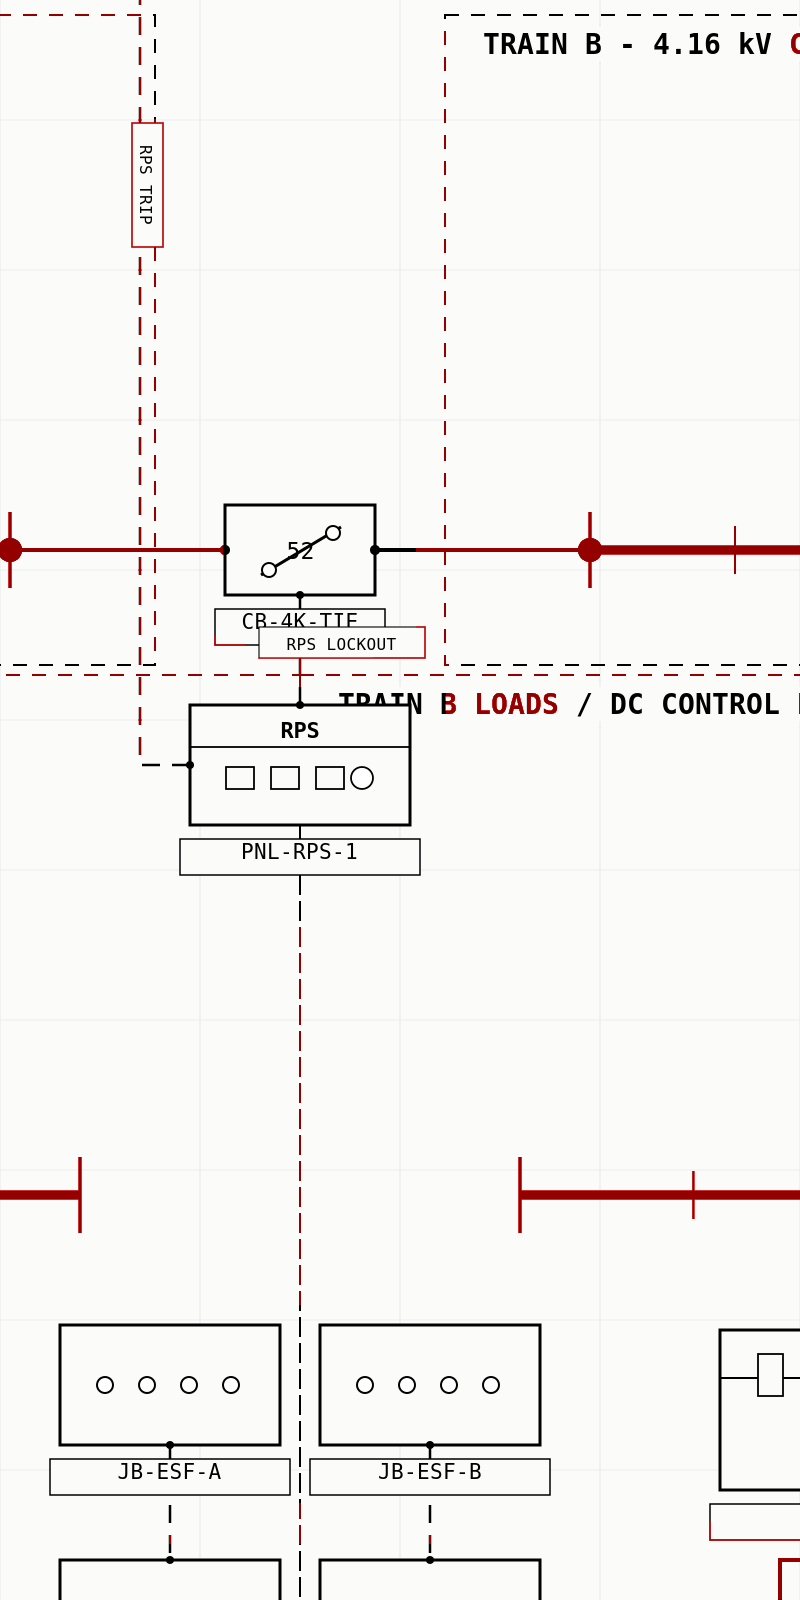 TRAIN B - 4.16 kV
RPS TRIP
52
CB-4K-TIE
RPS LOCKOUT
TRAIN B LOADS / DC CONTROL
RPS
PNL-RPS-1
JB-ESF-A
JB-ESF-B